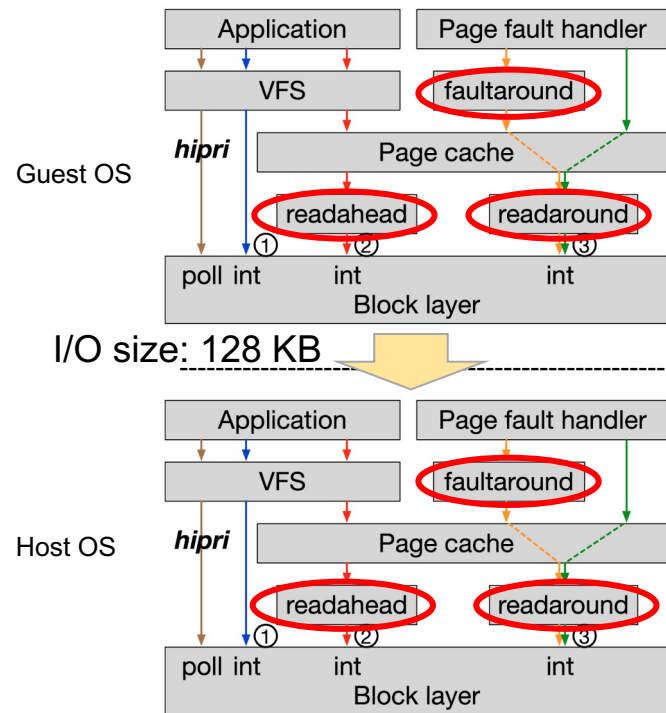 Application Page fault handler
VFS faultaround
hipri Page cache
Guest OS
readahead readaround
① ② ③
poll int int int
Block layer
I/O size: 128 KB
Application Page fault handler
VFS faultaround
Host OS hipri Page cache
readahead readaround
① ② ③
poll int int int
Block layer